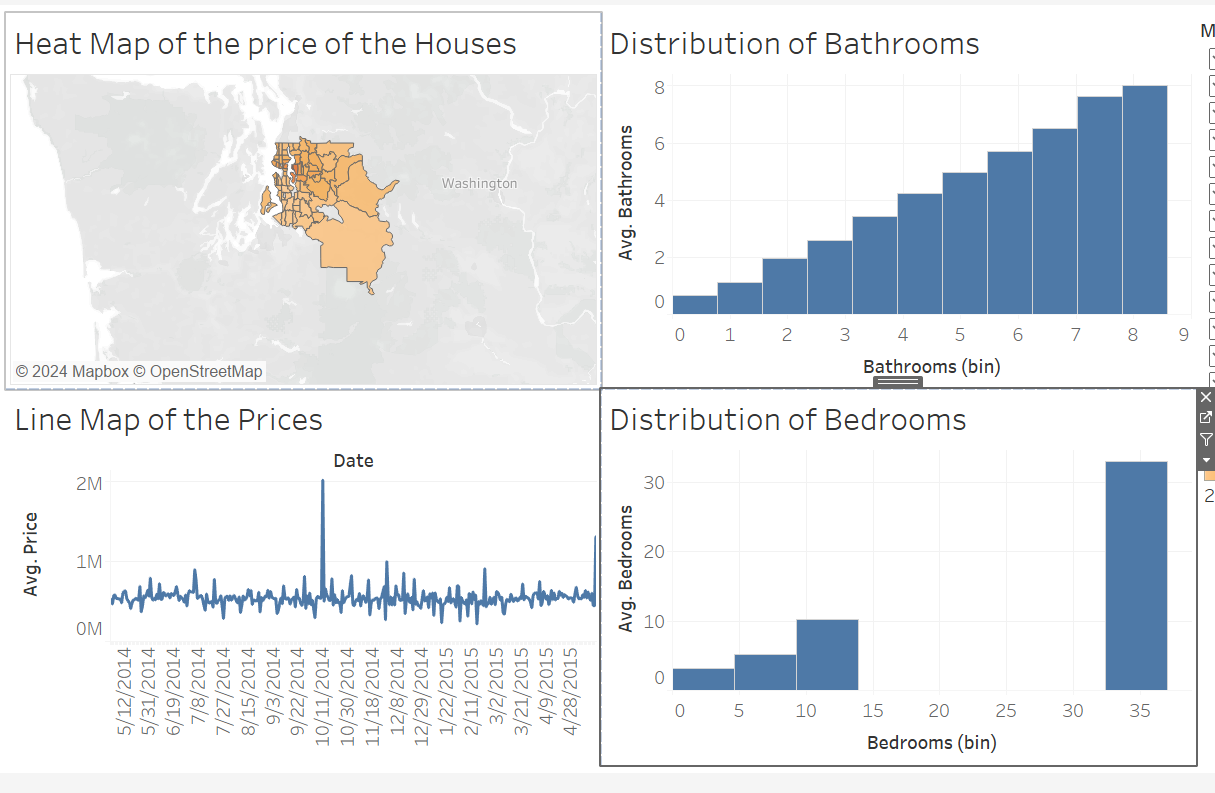 Heat Map of the price of the Houses
Washington
© 2024 Mapbox © OpenStreetMap
Distribution of Bathrooms
M
Avg. Bathrooms
8
6
4
2
0
0 1 2 3 4 5 6 7 8 9
Bathrooms (bin)
Line Map of the Prices
Date
Avg. Price
2M
1M
0M
5/12/2014
5/31/2014
6/19/2014
7/8/2014
7/27/2014
8/15/2014
9/3/2014
9/22/2014
10/11/2014
10/30/2014
11/18/2014
12/8/2014
12/29/2014
1/22/2015
2/11/2015
3/2/2015
3/21/2015
4/9/2015
4/28/2015
Distribution of Bedrooms
Avg. Bedrooms
30
20
10
0
0 5 10 15 20 25 30 35
Bedrooms (bin)
2